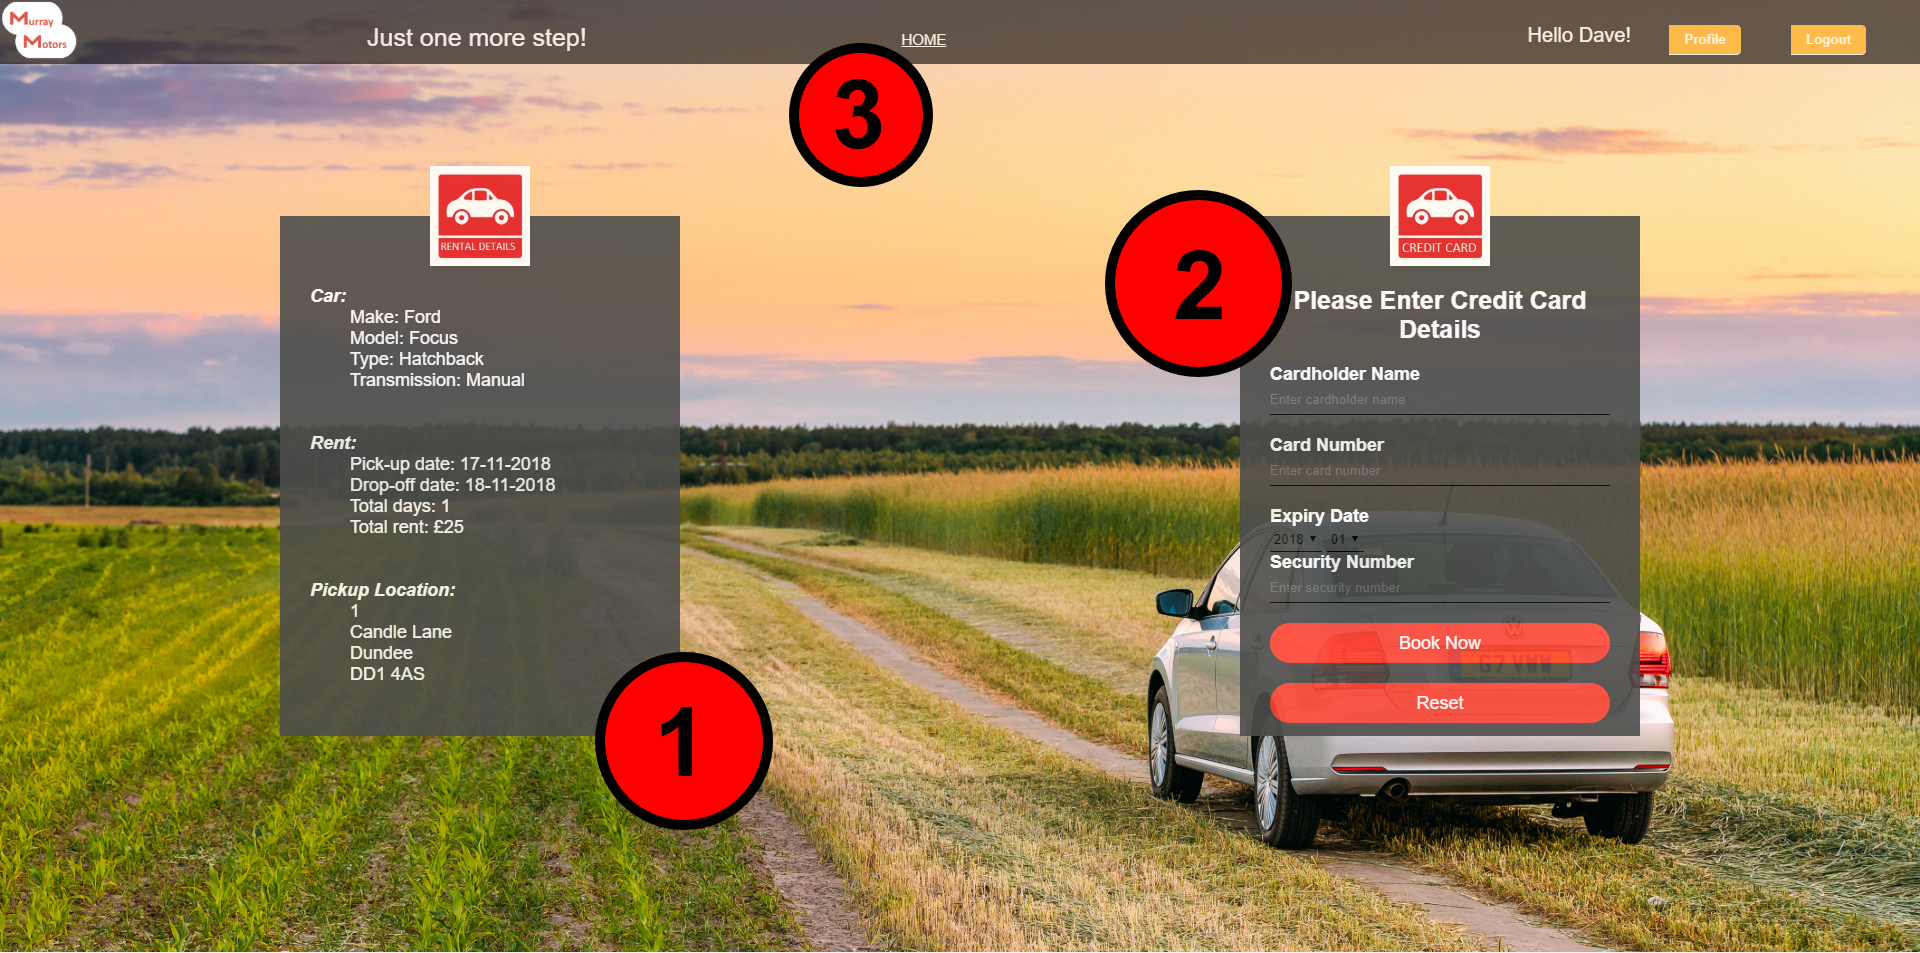 Murray
Motors
Just one more step!
HOME
Hello Dave!
Profile
Logout
3
RENTAL DETAILS
Car:
Make: Ford
Model: Focus
Type: Hatchback
Transmission: Manual
Rent:
Pick-up date: 17-11-2018
Drop-off date: 18-11-2018
Total days: 1
Total rent: £25
Pickup Location:
1
Candle Lane
Dundee
DD1 4AS
1
2
CREDIT CARD
Please Enter Credit Card
Details
Cardholder Name
Enter cardholder name
Card Number
Enter card number
Expiry Date
2018 01
Security Number
Enter security number
Book Now
G7 VWW
Reset